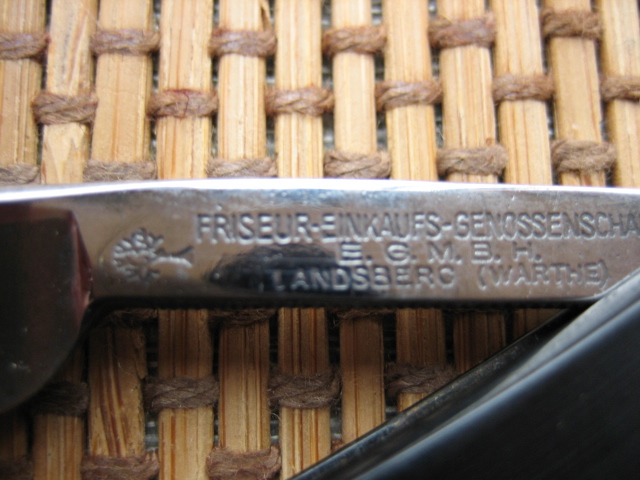 FRISEUR-EINKAUFS-GENOSSENSCHA
E. G. M. B. H.
LANDSBERG (WARTHE)